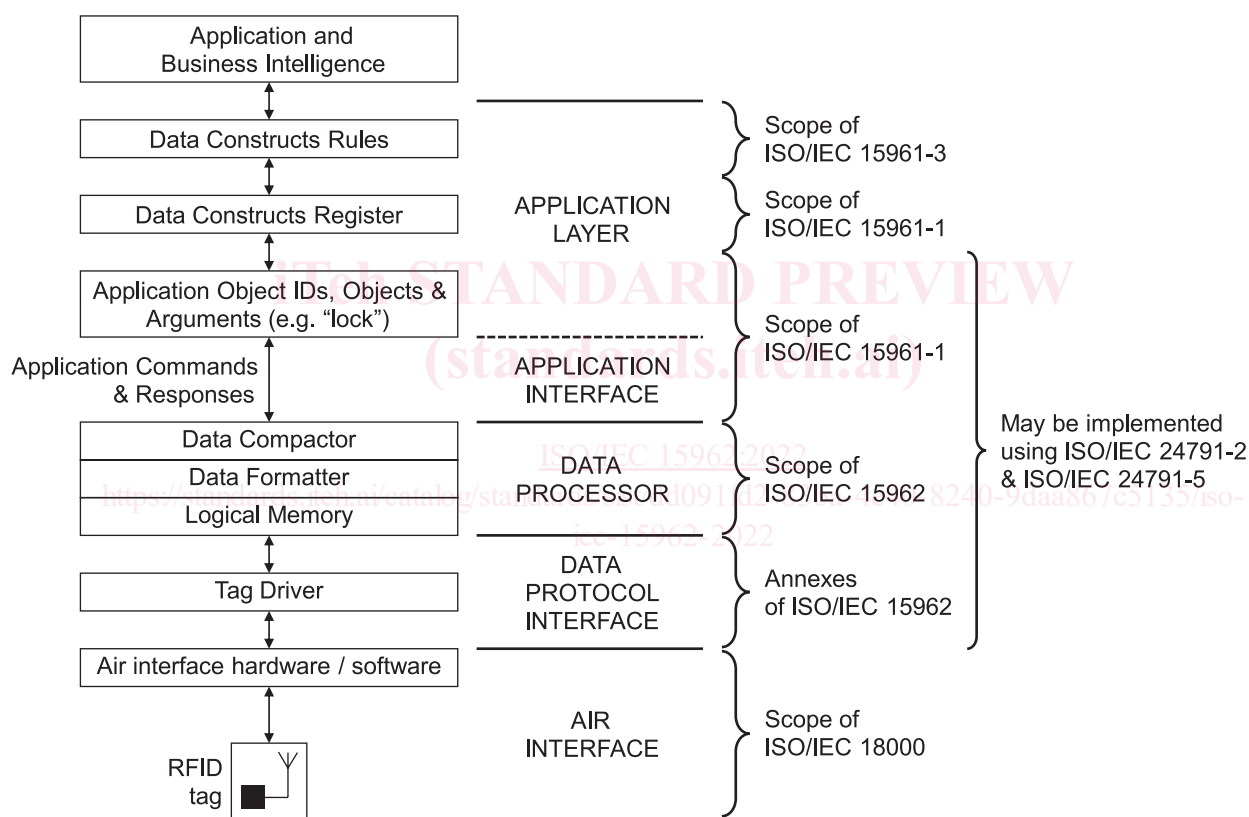 Application and
Business Intelligence
Data Constructs Rules
Data Constructs Register
Application Object IDs, Objects &
Arguments (e.g. “lock”)
Application Commands
& Responses
Data Compactor
Data Formatter
Logical Memory
Tag Driver
Air interface hardware / software
RFID
tag
APPLICATION
LAYER
APPLICATION
INTERFACE
DATA
PROCESSOR
DATA
PROTOCOL
INTERFACE
AIR
INTERFACE
Scope of
ISO/IEC 15961-3
Scope of
ISO/IEC 15961-1
Scope of
ISO/IEC 15961-1
Scope of
ISO/IEC 15962
Annexes
of ISO/IEC 15962
Scope of
ISO/IEC 18000
May be implemented
using ISO/IEC 24791-2
& ISO/IEC 24791-5
iTeh STANDARD PREVIEW
(standards.iteh.ai)
ISO/IEC 15962:2022
iec-15962-2022